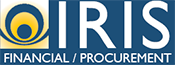 IRIS
FINANCIAL / PROCUREMENT